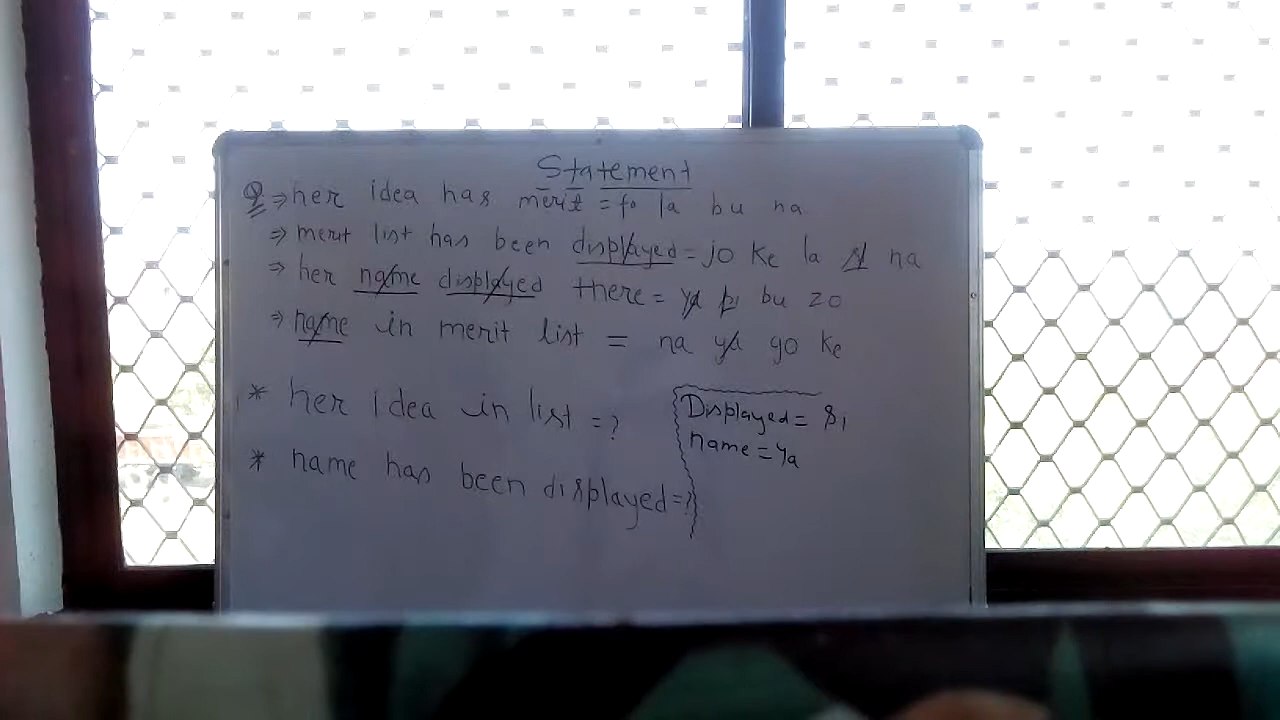 Statement
Q ⇒ her idea has merit = fo la bu na
⇒ merit list has been displayed = jo ke la si na
⇒ her name displayed there = ya si bu zo
⇒ name in merit list = na ya go ke
* her idea in list = ?
Displayed = si
name = ya
* name has been displayed = ?